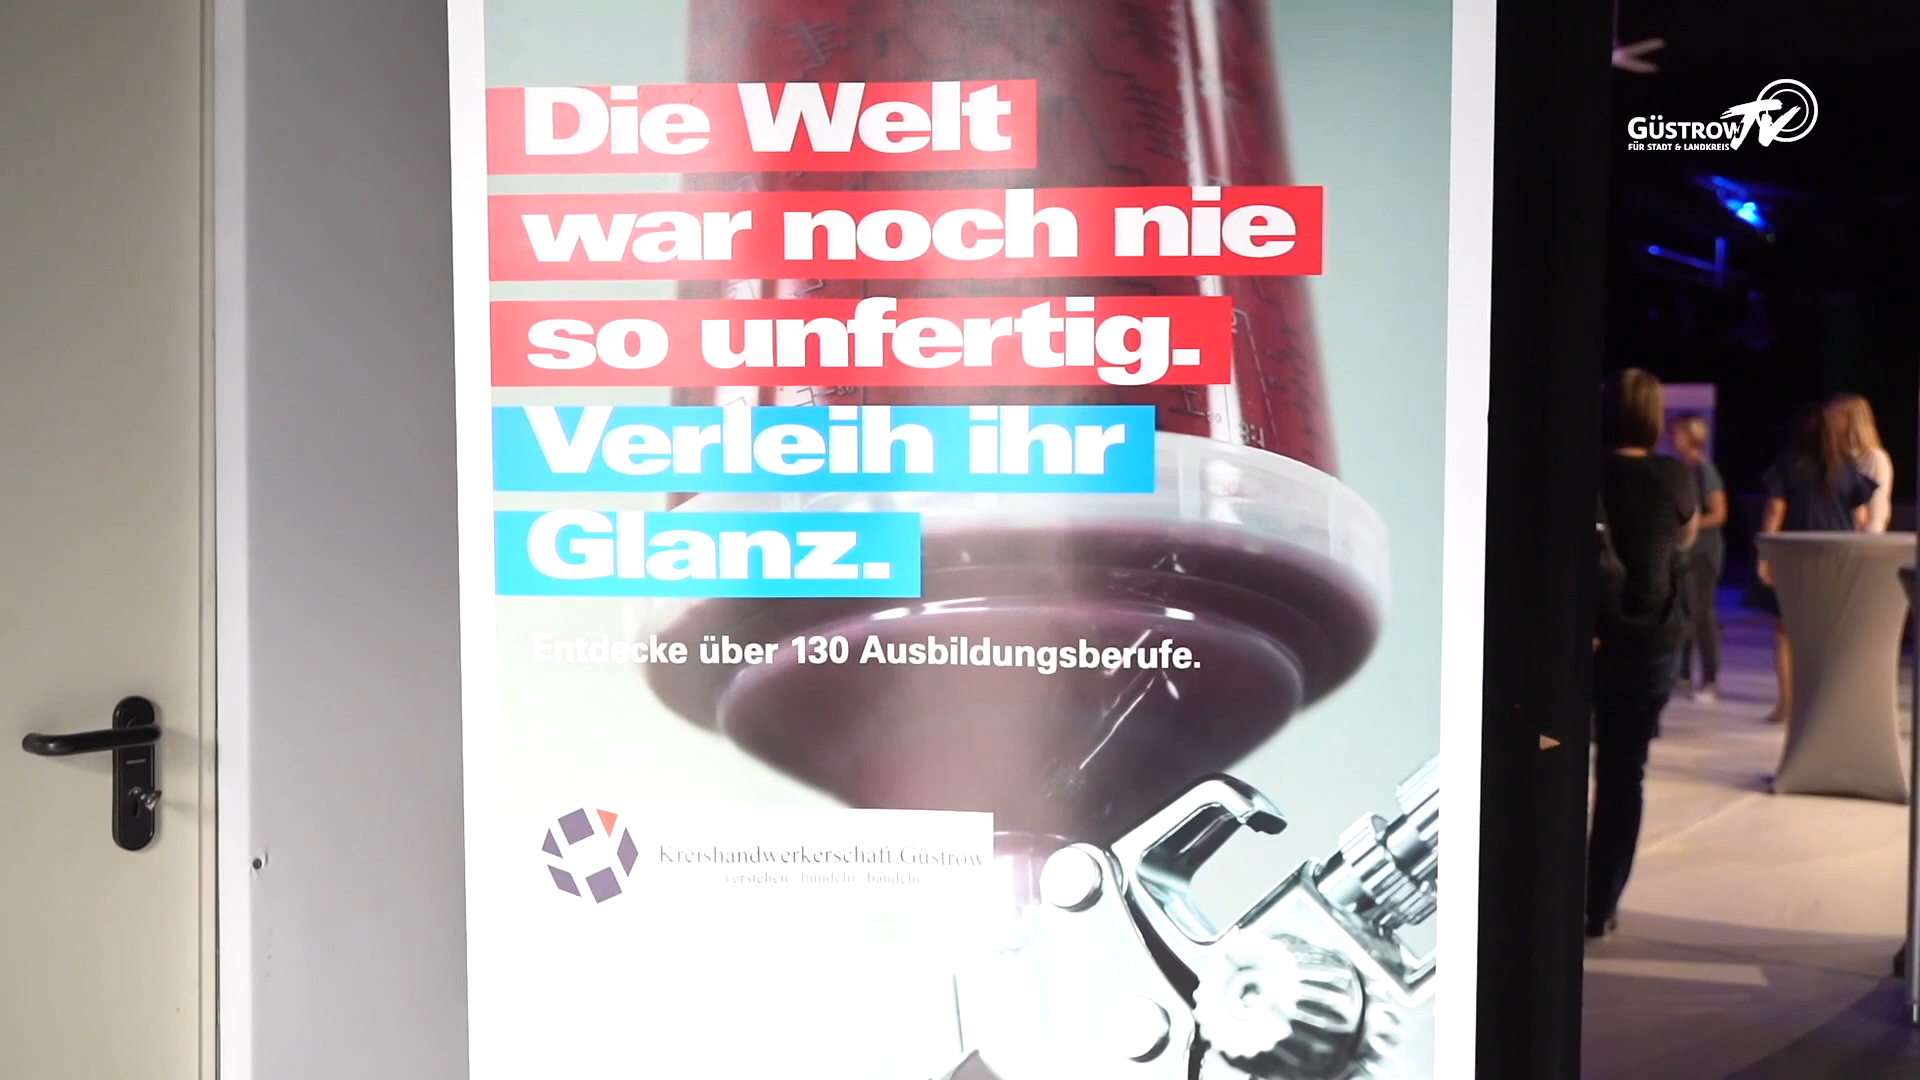 Die Welt
war noch nie
so unfertig.
Verleih ihr
Glanz.
Entdecke über 130 Ausbildungsberufe.
Kreishandwerkerschaft Güstrow
verstehen bündeln handeln
GÜSTROW TV
FÜR STADT & LANDKREIS